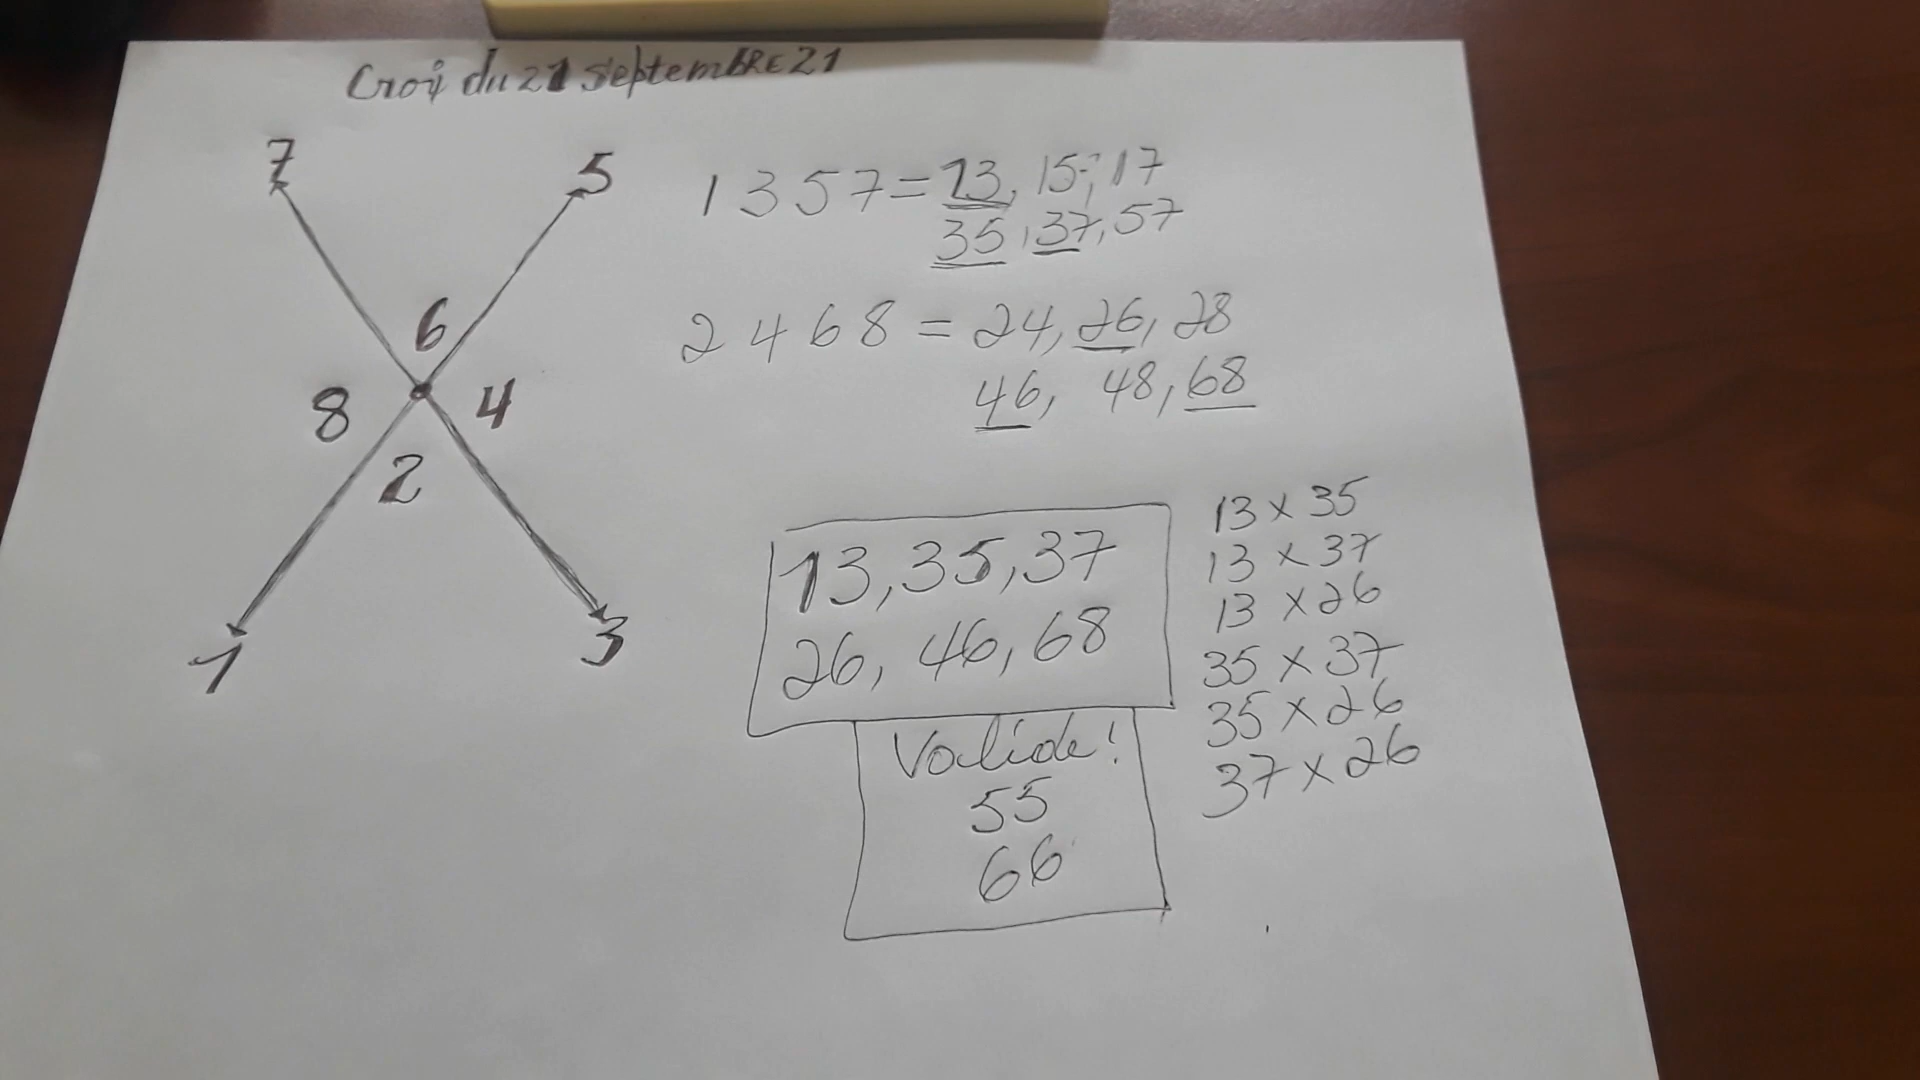 Croix du 21 SeptembRE 21
7
5
6
8
4
2
1
3
1357 = 13, 15, 17
35, 37, 57
2468 = 24, 26, 28
46, 48, 68
13, 35, 37
26, 46, 68
Valide!
55
66
13 x 35
13 x 37
13 x 26
35 x 37
35 x 26
37 x 26